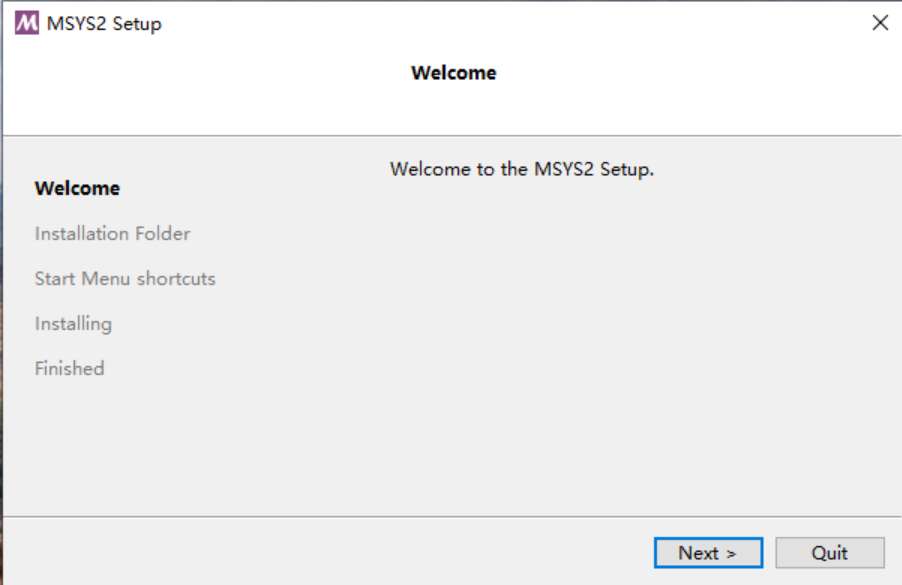 MSYS2 Setup
Welcome
Welcome to the MSYS2 Setup.
Welcome
Installation Folder
Start Menu shortcuts
Installing
Finished
Next >
Quit